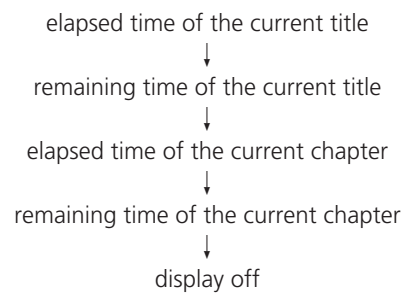 elapsed time of the current title
remaining time of the current title
elapsed time of the current chapter
remaining time of the current chapter
display off